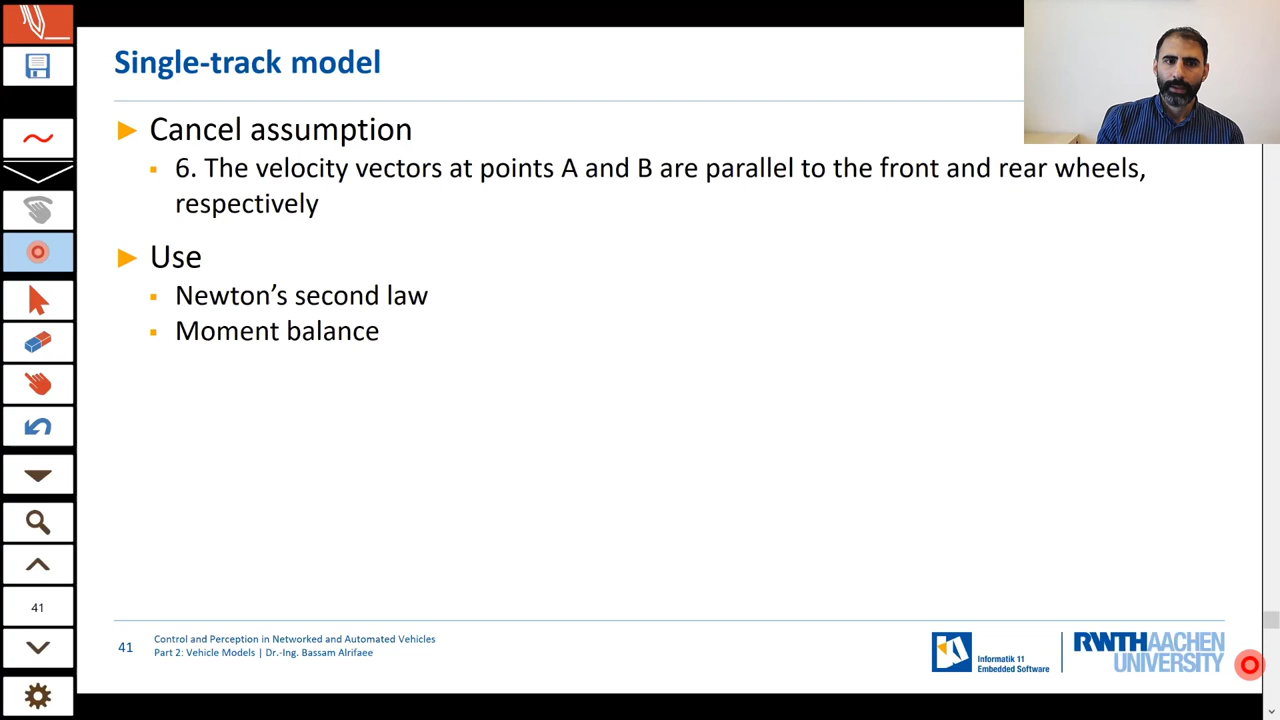 Single-track model
Cancel assumption
6. The velocity vectors at points A and B are parallel to the front and rear wheels,
respectively
Use
Newton's second law
Moment balance
41
41
Control and Perception in Networked and Automated Vehicles
Part 2: Vehicle Models | Dr.-Ing. Bassam Alrifaee
Informatik 11
Embedded Software
RWTHAACHEN
UNIVERSITY